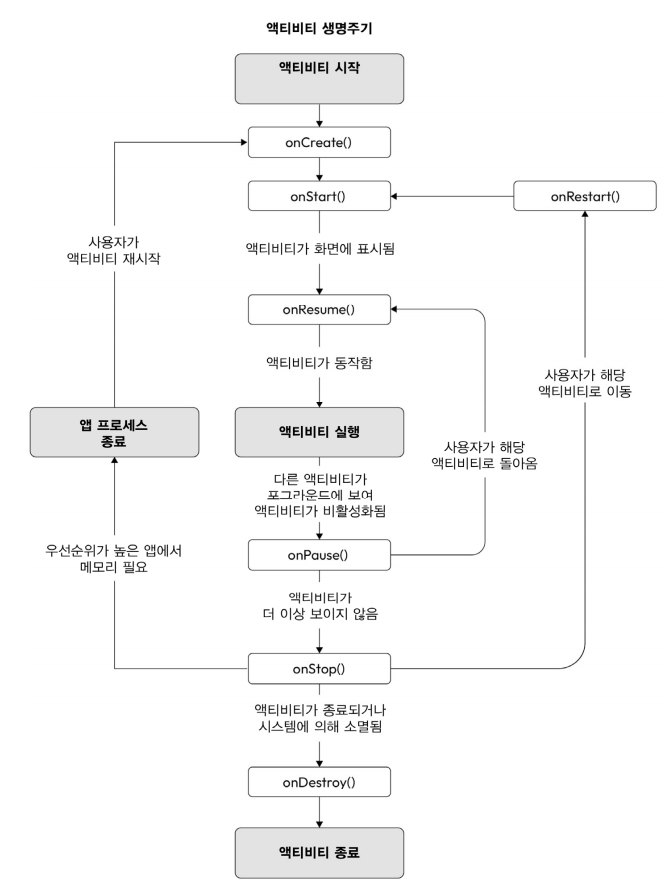 액티비티 생명주기
액티비티 시작
onCreate()
onStart()
onRestart()
사용자가
액티비티 재시작
액티비티가 화면에 표시됨
onResume()
액티비티가 동작함
사용자가 해당
액티비티로 이동
앱 프로세스
종료
액티비티 실행
사용자가 해당
액티비티로 돌아옴
다른 액티비티가
포그라운드에 보여
액티비티가 비활성화됨
우선순위가 높은 앱에서
메모리 필요
onPause()
액티비티가
더 이상 보이지 않음
onStop()
액티비티가 종료되거나
시스템에 의해 소멸됨
onDestroy()
액티비티 종료